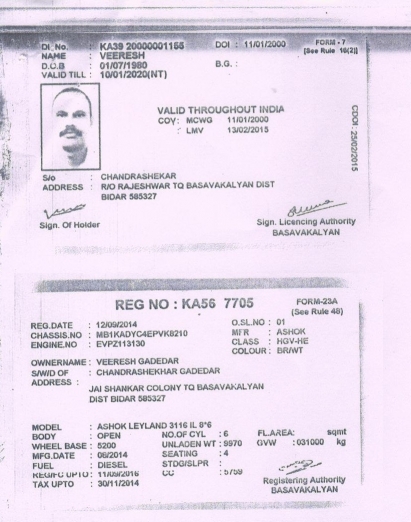 DL No. : KA39 20000001165 DOI : 11/01/2000 FORM - 7
NAME : VEERESH [See Rule 16(2)]
D.O.B : 01/07/1980 B.G. :
VALID TILL : 10/01/2020(NT)
VALID THROUGHOUT INDIA
COV: MCWG 11/01/2000
: LMV 13/02/2015
CDOI: 25/02/2015
S/o : CHANDRASHEKAR
ADDRESS : R/O RAJESHWAR TQ BASAVAKALYAN DIST
BIDAR 585327
Sign. Of Holder
Sign. Licencing Authority
BASAVAKALYAN
REG NO : KA56 7705 FORM-23A
(See Rule 48)
REG.DATE : 12/09/2014 O.SL.NO : 01
CHASSIS.NO : MB1KADYC4EPVK8210 MFR : ASHOK
ENGINE.NO : EVPZ113130 CLASS : HGV-HE
COLOUR : BR/WT
OWNERNAME : VEERESH GADEDAR
S/W/D OF : CHANDRASHEKHAR GADEDAR
ADDRESS :
JAI SHANKAR COLONY TQ BASAVAKALYAN
DIST BIDAR 585327
MODEL : ASHOK LEYLAND 3116 IL 8*6
BODY : OPEN NO.OF CYL : 6 FL.AREA: sqmt
WHEEL BASE : 5200 UNLADEN WT : 9970 GVW : 031000 kg
MFG.DATE : 06/2014 SEATING : 4
FUEL : DIESEL STDG/SLPR :
REG/FC UPTO : 11/09/2016 CC : 5759
TAX UPTO : 30/11/2014
Registering Authority
BASAVAKALYAN